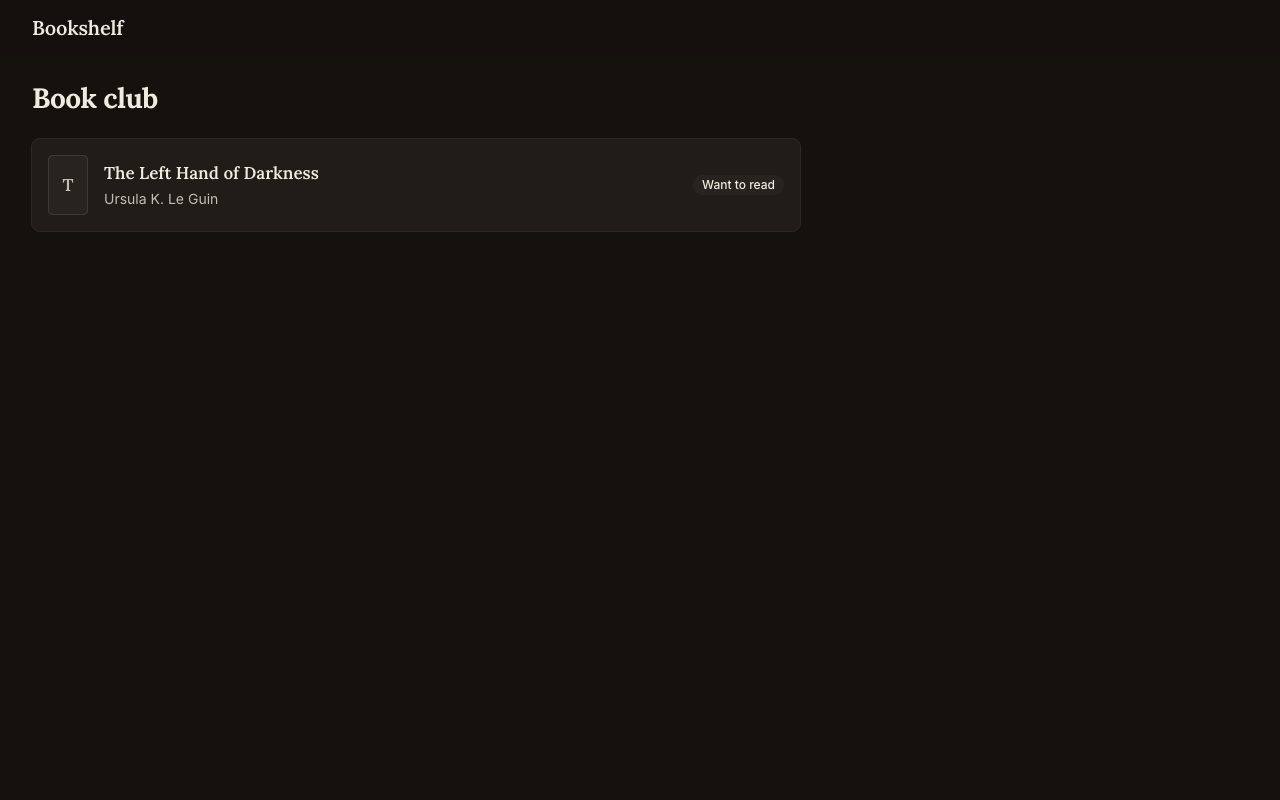 Bookshelf
Book club
T
The Left Hand of Darkness
Ursula K. Le Guin
Want to read